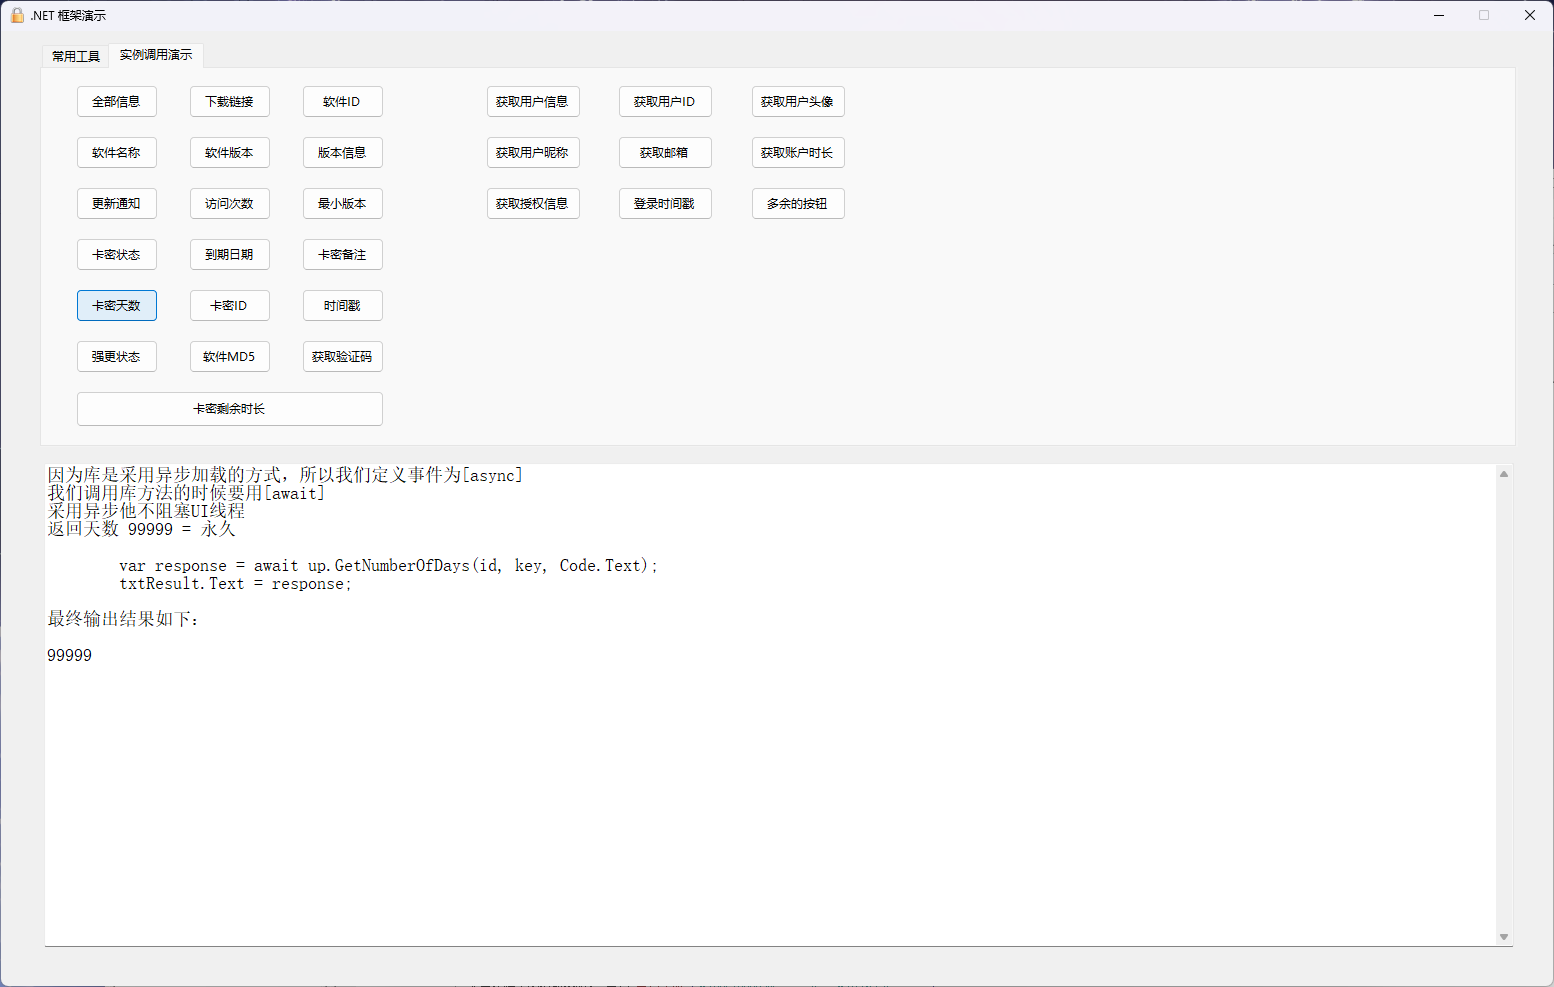 .NET 框架演示
常用工具 实例调用演示
全部信息 下载链接 软件ID 获取用户信息 获取用户ID 获取用户头像
软件名称 软件版本 版本信息 获取用户昵称 获取邮箱 获取账户时长
更新通知 访问次数 最小版本 获取授权信息 登录时间戳 多余的按钮
卡密状态 到期日期 卡密备注
卡密天数 卡密ID 时间戳
强更状态 软件MD5 获取验证码
卡密剩余时长
因为库是采用异步加载的方式，所以我们定义事件为[async]
我们调用库方法的时候要用[await]
采用异步他不阻塞UI线程
返回天数 99999 = 永久
var response = await up.GetNumberOfDays(id, key, Code.Text);
txtResult.Text = response;
最终输出结果如下：
99999